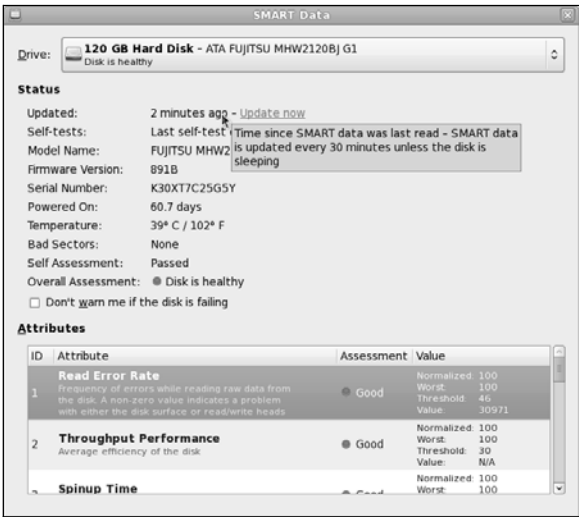 SMART Data
Drive:
120 GB Hard Disk - ATA FUJITSU MHW2120BJ G1
Disk is healthy
Status
Updated: 2 minutes ago - Update now
Self-tests: Last self-test
Time since SMART data was last read - SMART data
is updated every 30 minutes unless the disk is
sleeping
Model Name: FUJITSU MHW2
Firmware Version: 891B
Serial Number: K30XT7C25G5Y
Powered On: 60.7 days
Temperature: 39° C / 102° F
Bad Sectors: None
Self Assessment: Passed
Overall Assessment: Disk is healthy
Don't warn me if the disk is failing
Attributes
ID Attribute Assessment Value
1
Read Error Rate
Frequency of errors while reading raw data from
the disk. A non-zero value indicates a problem
with either the disk surface or read/write heads
Good
Normalized: 100
Worst: 100
Threshold: 46
Value: 30971
2
Throughput Performance
Average efficiency of the disk
Good
Normalized: 100
Worst: 100
Threshold: 30
Value: N/A
Spinup Time
Good
Normalized: 100
Worst: 100